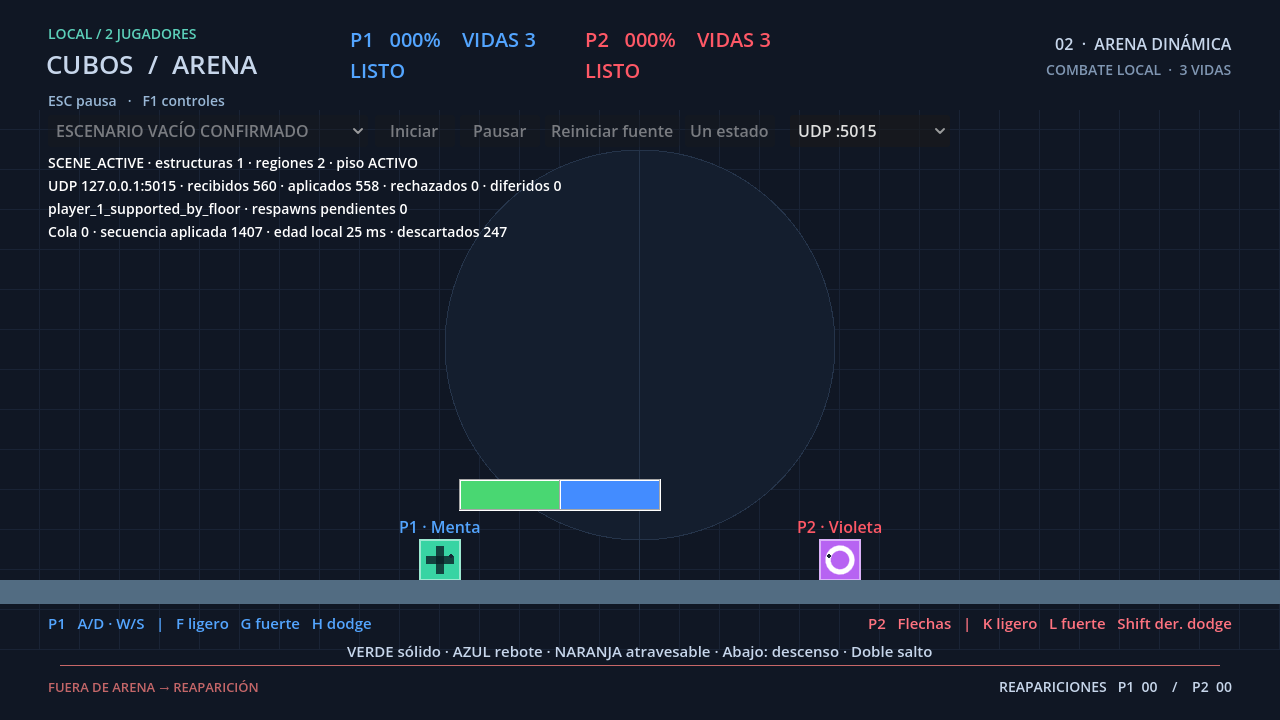 LOCAL / 2 JUGADORES
CUBOS / ARENA
ESC pausa · F1 controles
P1 000% VIDAS 3
LISTO
P2 000% VIDAS 3
LISTO
02 · ARENA DINÁMICA
COMBATE LOCAL · 3 VIDAS
ESCENARIO VACÍO CONFIRMADO Iniciar Pausar Reiniciar fuente Un estado UDP :5015
SCENE_ACTIVE · estructuras 1 · regiones 2 · piso ACTIVO
UDP 127.0.0.1:5015 · recibidos 560 · aplicados 558 · rechazados 0 · diferidos 0
player_1_supported_by_floor · respawns pendientes 0
Cola 0 · secuencia aplicada 1407 · edad local 25 ms · descartados 247
P1 · Menta
P2 · Violeta
P1 A/D · W/S | F ligero G fuerte H dodge
P2 Flechas | K ligero L fuerte Shift der. dodge
VERDE sólido · AZUL rebote · NARANJA atravesable · Abajo: descenso · Doble salto
FUERA DE ARENA → REAPARICIÓN
REAPARICIONES P1 00 / P2 00